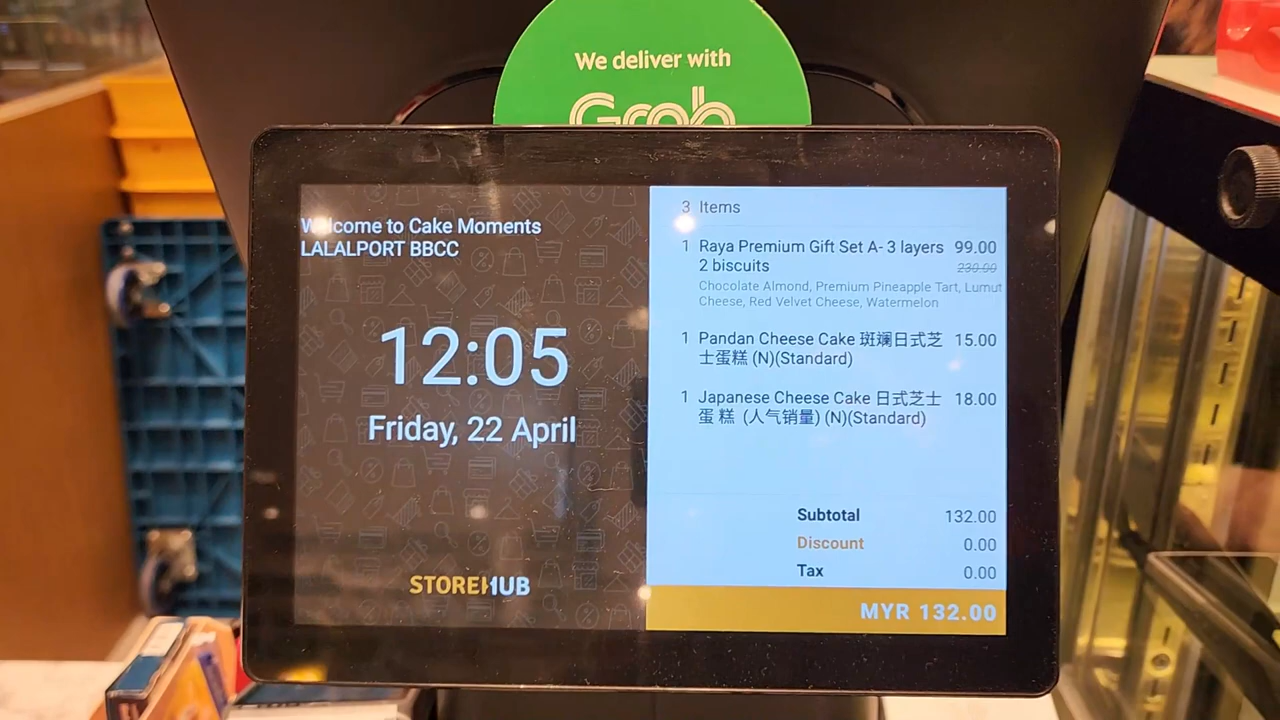 We deliver with
Grab
Welcome to Cake Moments
LALALPORT BBCC
12:05
Friday, 22 April
STOREHUB
3 Items
1 Raya Premium Gift Set A- 3 layers 99.00
2 biscuits 230.00
Chocolate Almond, Premium Pineapple Tart, Lumut
Cheese, Red Velvet Cheese, Watermelon
1 Pandan Cheese Cake 斑斓日式芝 15.00
士蛋糕 (N)(Standard)
1 Japanese Cheese Cake 日式芝士 18.00
蛋 糕 (人气销量) (N)(Standard)
Subtotal 132.00
Discount 0.00
Tax 0.00
MYR 132.00